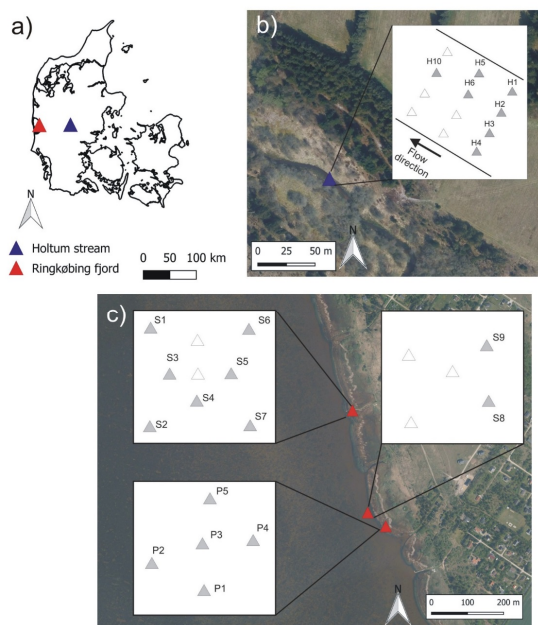 a)
N
Holtum stream
Ringkøbing fjord
0 50 100 km
b)
H10
H5
H1
H6
H2
H3
H4
Flow
direction
0 25 50 m
N
c)
S1
S6
S3
S5
S4
S2
S7
S9
S8
P5
P3
P4
P2
P1
N
0 100 200 m